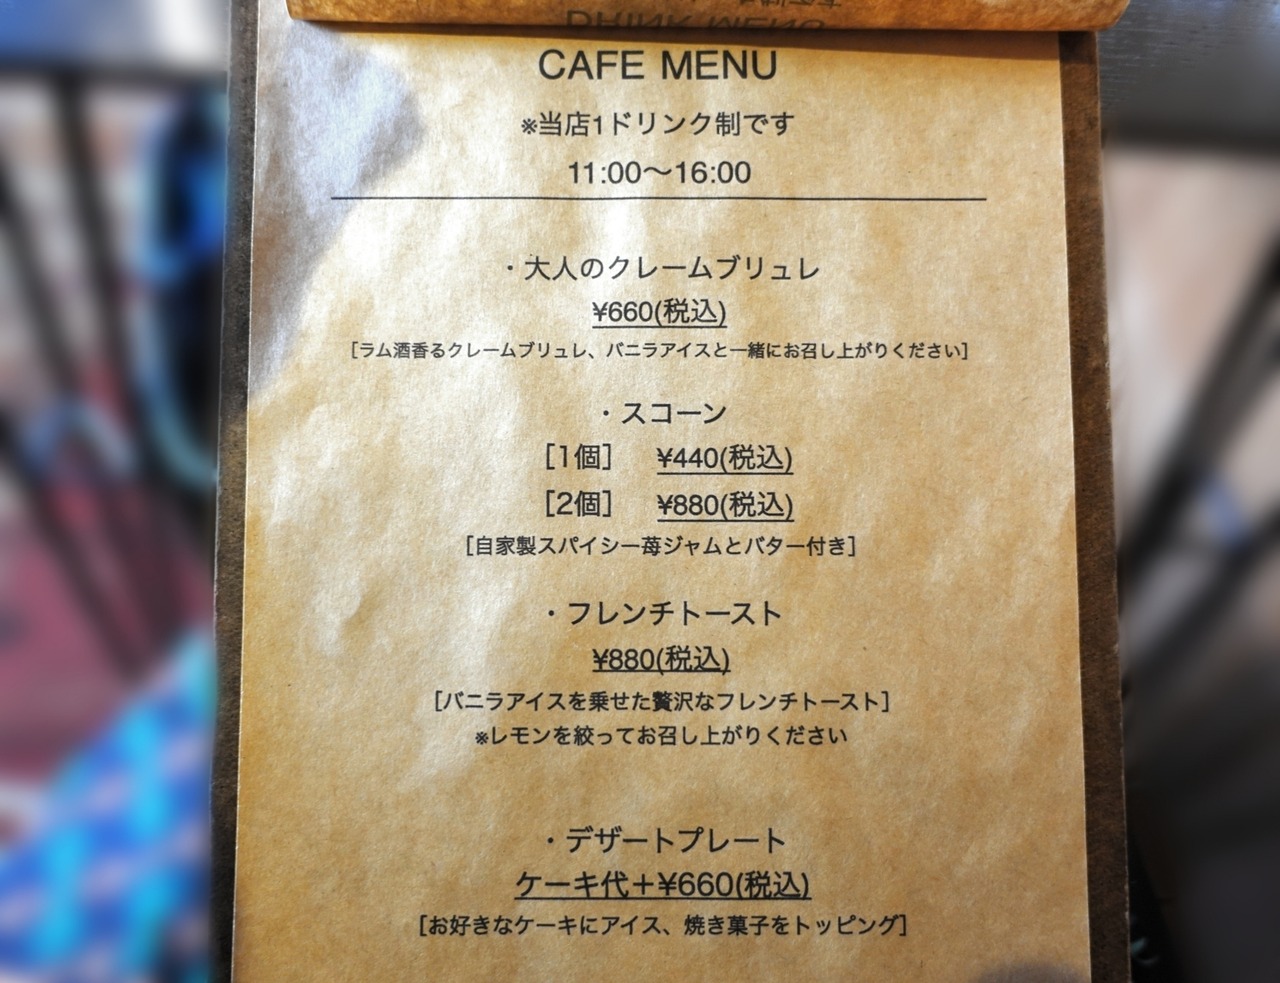 CAFE MENU
※当店1ドリンク制です
11:00〜16:00
・大人のクレームブリュレ
¥660(税込)
[ラム酒香るクレームブリュレ、バニラアイスと一緒にお召し上がりください]
・スコーン
[1個] ¥440(税込)
[2個] ¥880(税込)
[自家製スパイシー苺ジャムとバター付き]
・フレンチトースト
¥880(税込)
[バニラアイスを乗せた贅沢なフレンチトースト]
※レモンを絞ってお召し上がりください
・デザートプレート
ケーキ代＋¥660(税込)
[お好きなケーキにアイス、焼き菓子をトッピング]